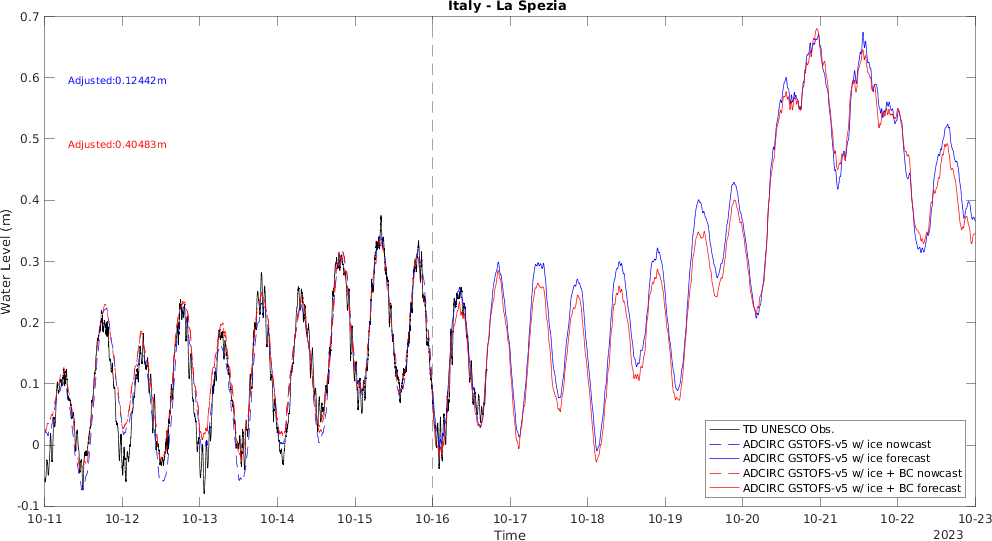 Italy - La Spezia
0.7
0.6
0.5
0.4
0.3
0.2
0.1
0
-0.1
Water Level (m)
Adjusted:0.12442m
Adjusted:0.40483m
TD UNESCO Obs.
ADCIRC GSTOFS-v5 w/ ice nowcast
ADCIRC GSTOFS-v5 w/ ice forecast
ADCIRC GSTOFS-v5 w/ ice + BC nowcast
ADCIRC GSTOFS-v5 w/ ice + BC forecast
10-11 10-12 10-13 10-14 10-15 10-16 10-17 10-18 10-19 10-20 10-21 10-22 10-23
Time
2023